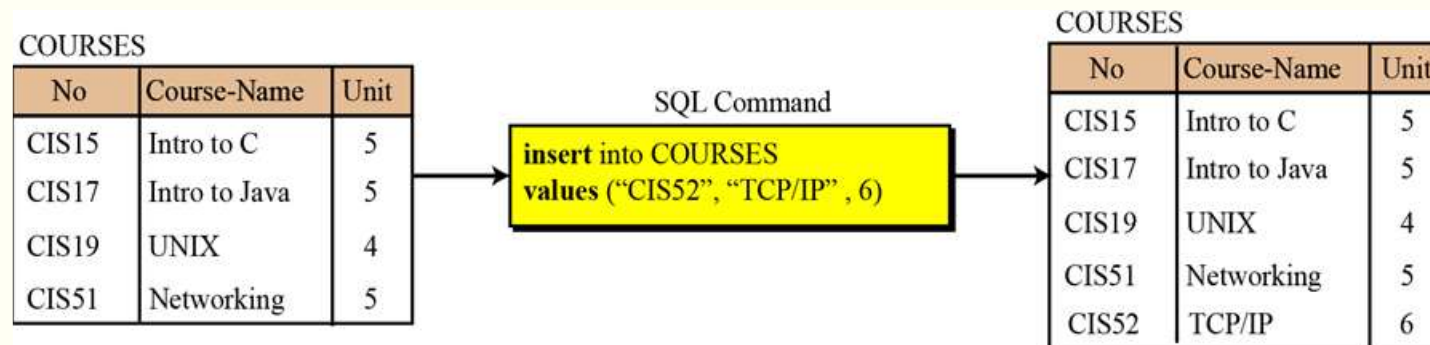 COURSES
No Course-Name Unit
CIS15 Intro to C 5
CIS17 Intro to Java 5
CIS19 UNIX 4
CIS51 Networking 5
SQL Command
insert into COURSES
values (“CIS52”, “TCP/IP” , 6)
COURSES
No Course-Name Unit
CIS15 Intro to C 5
CIS17 Intro to Java 5
CIS19 UNIX 4
CIS51 Networking 5
CIS52 TCP/IP 6